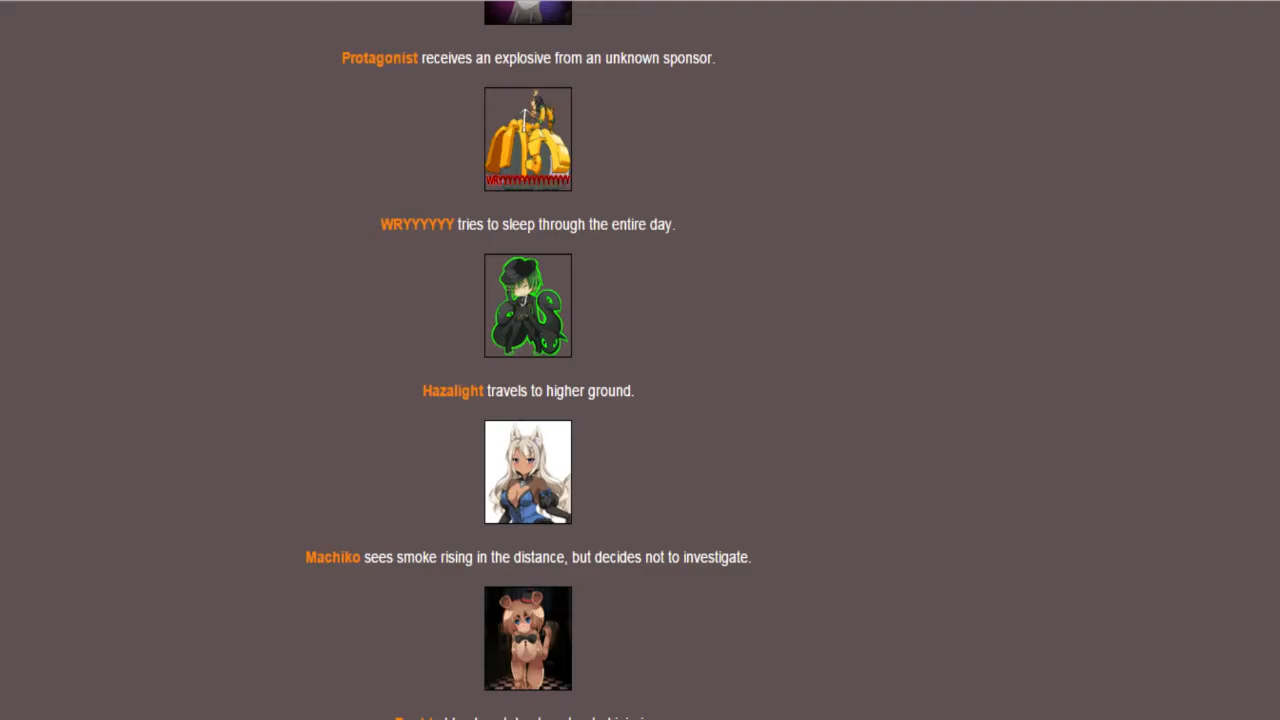 Protagonist receives an explosive from an unknown sponsor.
WRYYYYYY tries to sleep through the entire day.
Hazalight travels to higher ground.
Machiko sees smoke rising in the distance, but decides not to investigate.